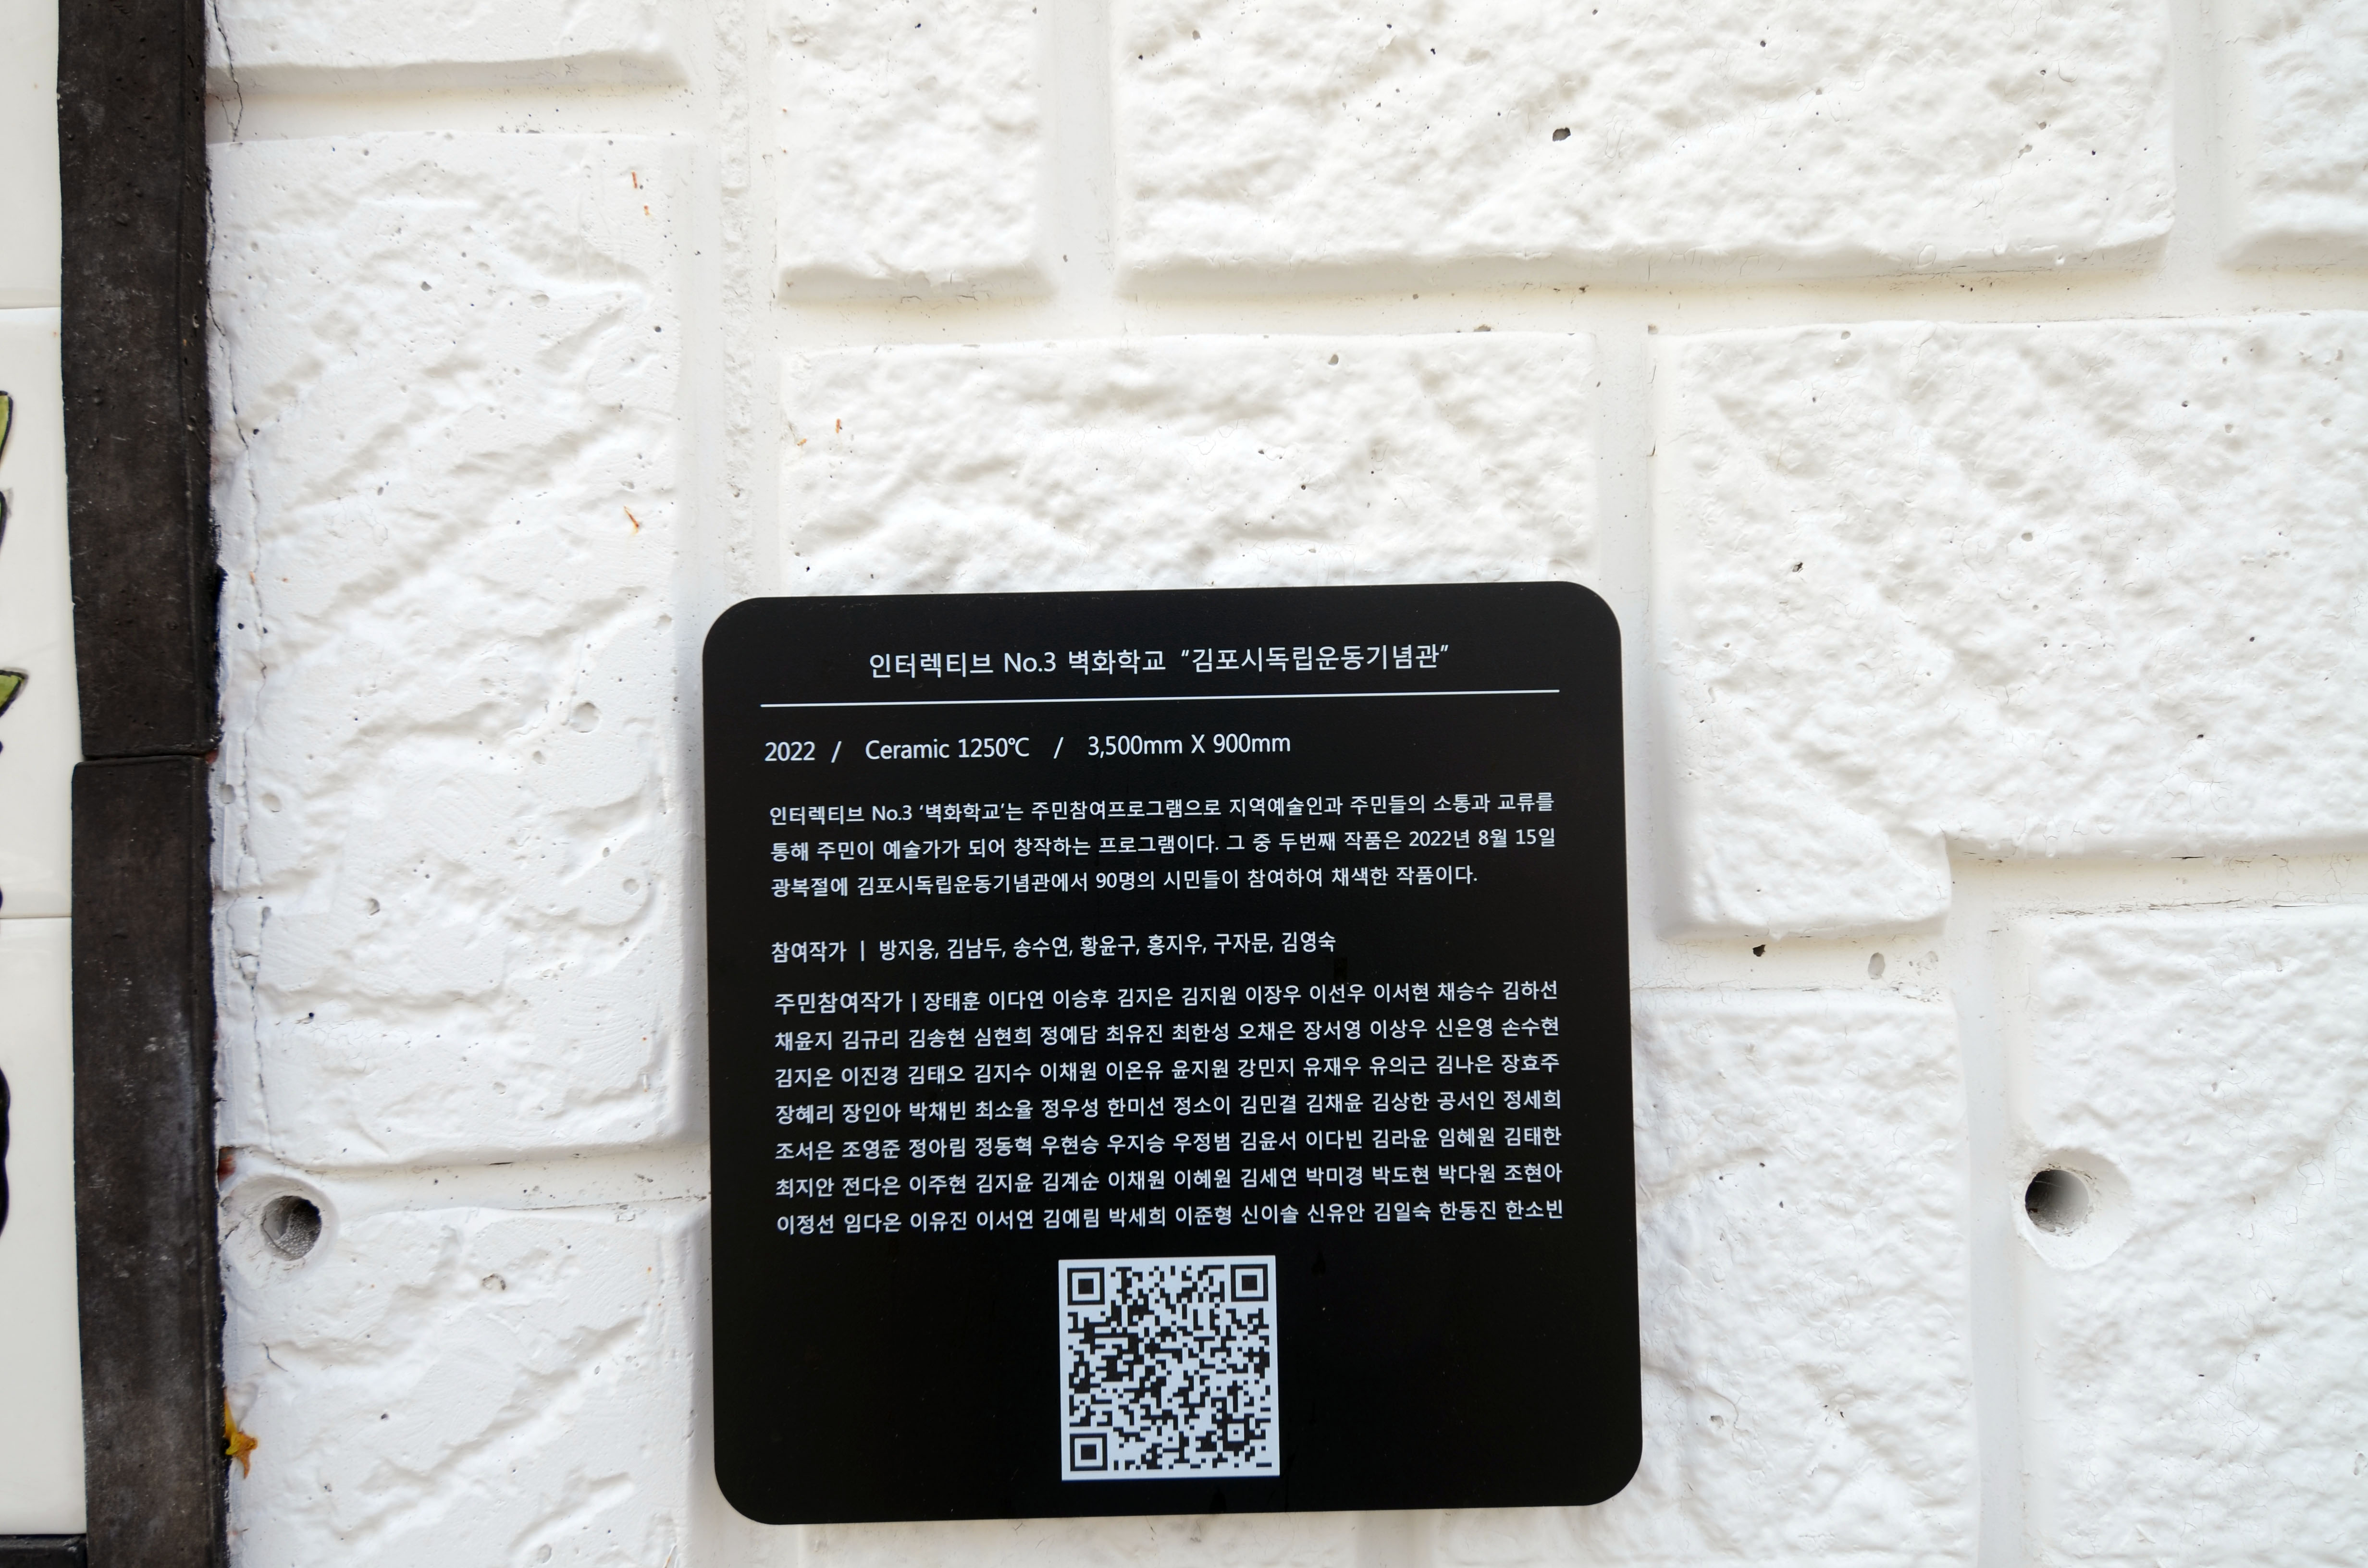 인터렉티브 No.3 벽화학교 “김포시독립운동기념관”
2022 / Ceramic 1250℃ / 3,500mm X 900mm
인터렉티브 No.3 ‘벽화학교’는 주민참여프로그램으로 지역예술인과 주민들의 소통과 교류를
통해 주민이 예술가가 되어 창작하는 프로그램이다. 그 중 두번째 작품은 2022년 8월 15일
광복절에 김포시독립운동기념관에서 90명의 시민들이 참여하여 채색한 작품이다.
참여작가 | 방지웅, 김남두, 송수연, 황윤구, 홍지우, 구자문, 김영숙
주민참여작가 | 장태훈 이다연 이승후 김지은 김지원 이장우 이선우 이서현 채승수 김하선
채윤지 김규리 김송현 심현희 정예담 최유진 최한성 오채은 장서영 이상우 신은영 손수현
김지온 이진경 김태오 김지수 이채원 이온유 윤지원 강민지 유재우 유의근 김나은 장효주
장혜리 장인아 박채빈 최소율 정우성 한미선 정소이 김민결 김채윤 김상한 공서인 정세희
조서은 조영준 정아림 정동혁 우현승 우지승 우정범 김윤서 이다빈 김라윤 임혜원 김태한
최지안 전다은 이주현 김지윤 김계순 이채원 이혜원 김세연 박미경 박도현 박다원 조현아
이정선 임다온 이유진 이서연 김예림 박세희 이준형 신이솔 신유안 김일숙 한동진 한소빈